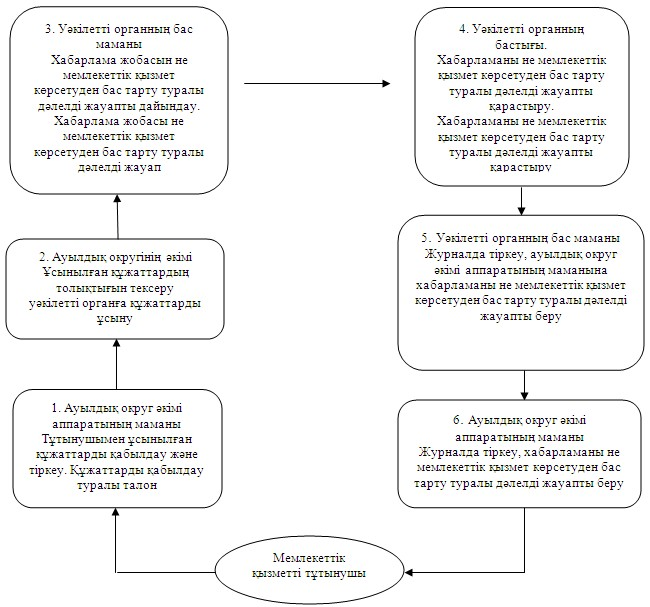 3. Уәкілетті органның бас
маманы
Хабарлама жобасын не
мемлекеттік қызмет
көрсетуден бас тарту туралы
дәлелді жауапты дайындау.
Хабарлама жобасы не
мемлекеттік қызмет
көрсетуден бас тарту туралы
дәлелді жауап
4. Уәкілетті органның
бастығы.
Хабарламаны не мемлекеттік
қызмет көрсетуден бас тарту
туралы дәлелді жауапты
қарастыру.
Хабарламаны не мемлекеттік
қызмет көрсетуден бас тарту
туралы дәлелді жауапты
қарастыру
2. Ауылдық округінің әкімі
Ұсынылған құжаттардың
толықтығын тексеру
уәкілетті органға құжаттарды
ұсыну
5. Уәкілетті органның бас маманы
Журналда тіркеу, ауылдық округ
әкімі аппаратының маманына
хабарламаны не мемлекеттік қызмет
көрсетуден бас тарту туралы дәлелді
жауапты беру
1. Ауылдық округ әкімі
аппаратының маманы
Тұтынушымен ұсынылған
құжаттарды қабылдау және
тіркеу. Құжаттарды қабылдау
туралы талон
6. Ауылдық округ әкімі
аппаратының маманы
Журналда тіркеу, хабарламаны не
мемлекеттік қызмет көрсетуден бас
тарту туралы дәлелді жауапты беру
Мемлекеттік
қызметті тұтынушы